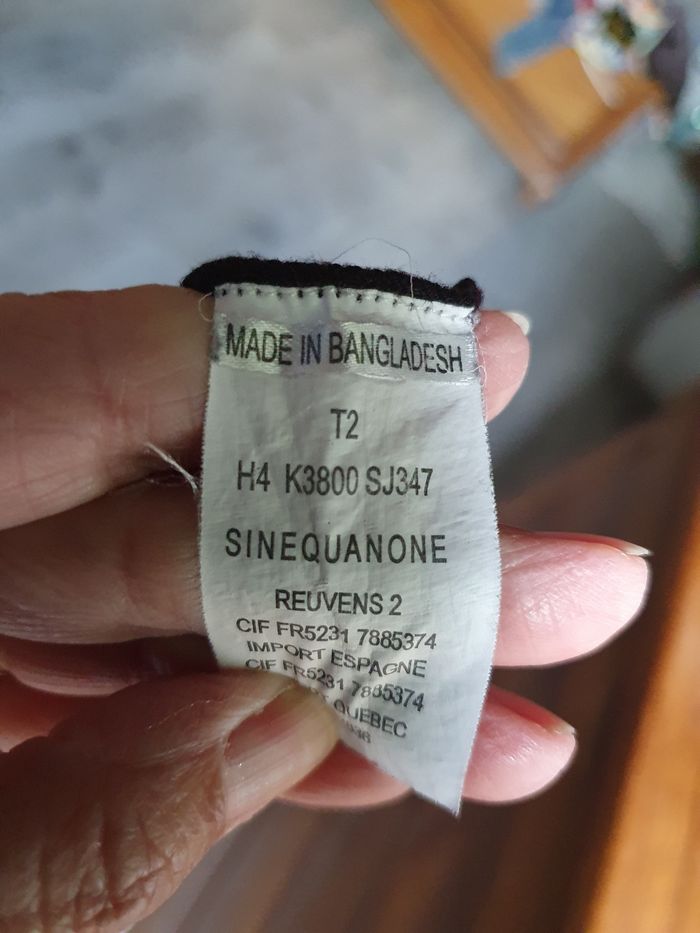 MADE IN BANGLADESH
T2
H4 K3800 SJ347
SINEQUANONE
REUVENS 2
CIF FR5231 7885374
IMPORT ESPAGNE
CIF FR5231 7885374
QUEBEC